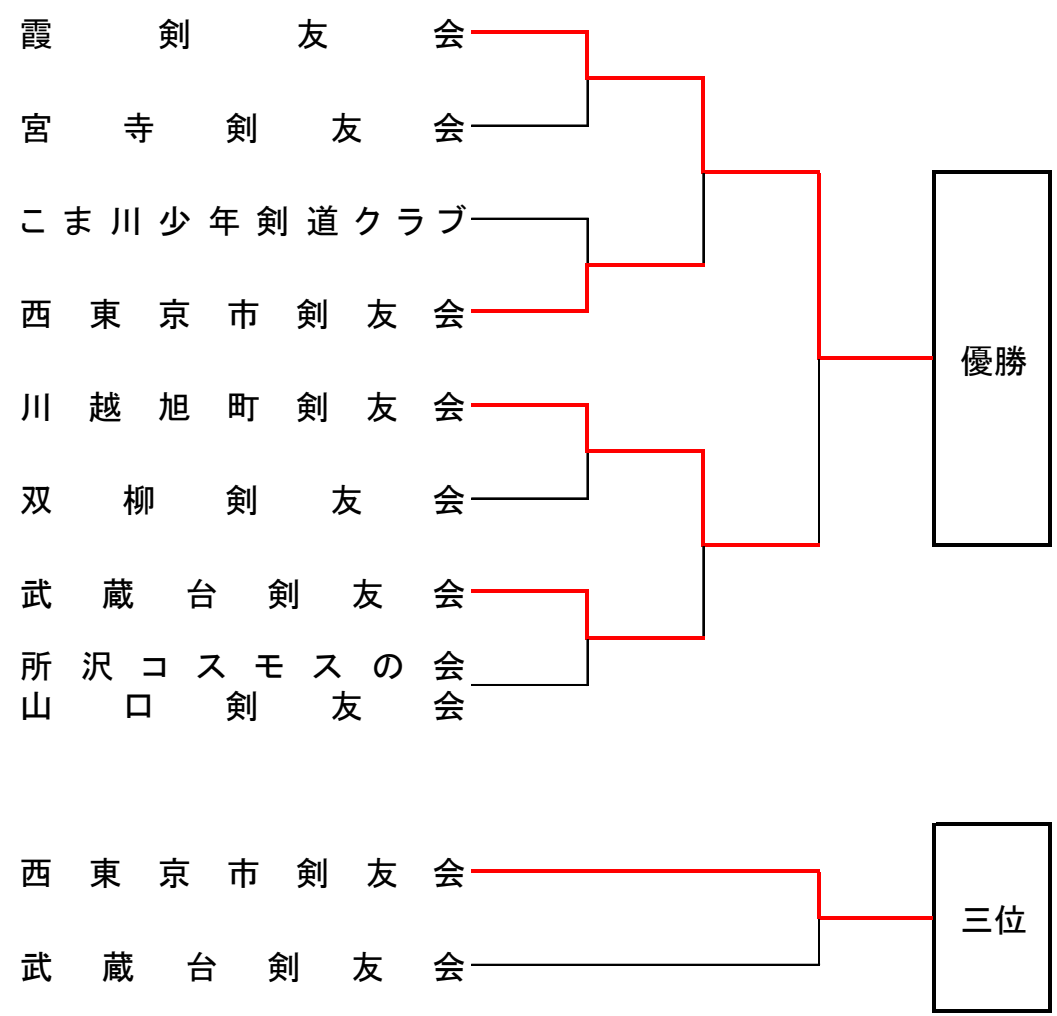 霞剣友会
宮寺剣友会
こま川少年剣道クラブ
西東京市剣友会
優勝
川越旭町剣友会
双柳剣友会
武蔵台剣友会
所沢コスモスの会
山口剣友会
西東京市剣友会
三位
武蔵台剣友会